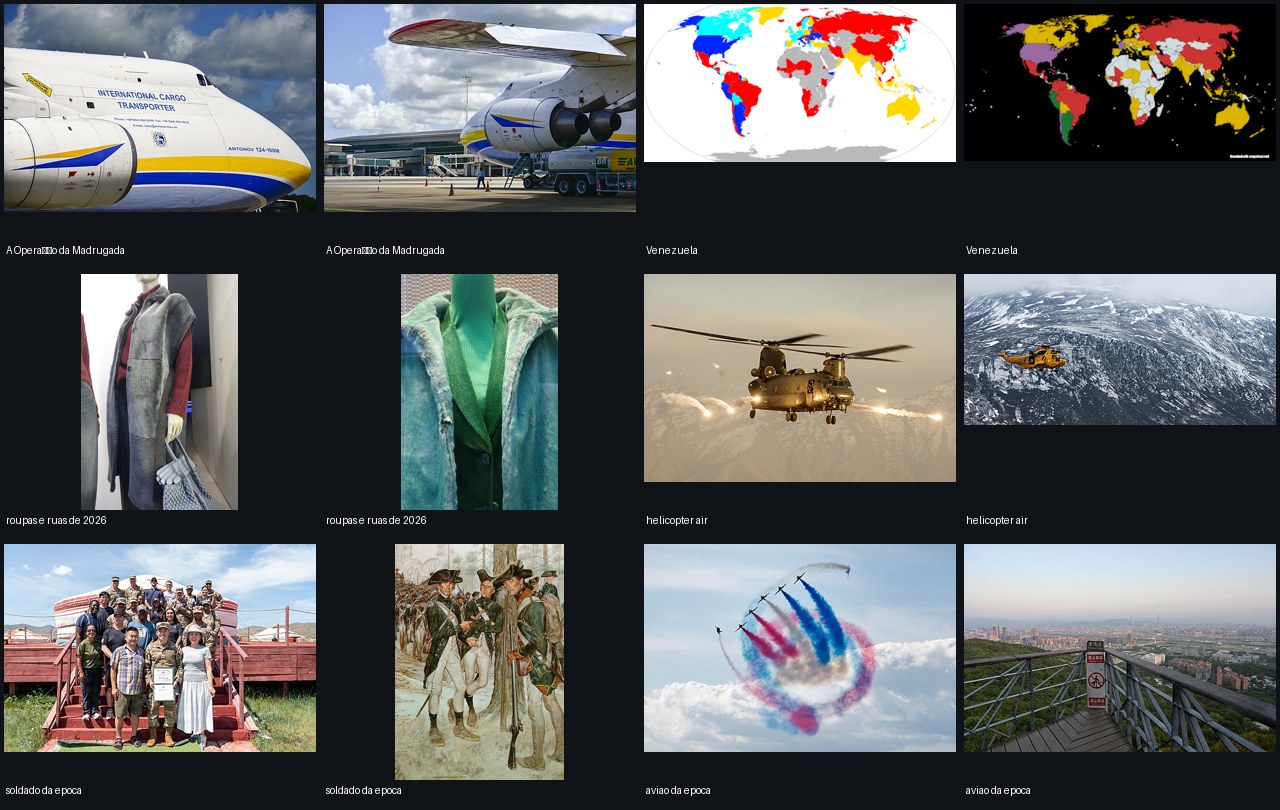 INTERNATIONAL CARGO
TRANSPORTER
ANTONOV 124-100M
A Opera da Madrugada
A Opera da Madrugada
Venezuela
Venezuela
roupas e ruas de 2026
roupas e ruas de 2026
helicopter air
helicopter air
soldado da epoca
soldado da epoca
aviao da epoca
aviao da epoca